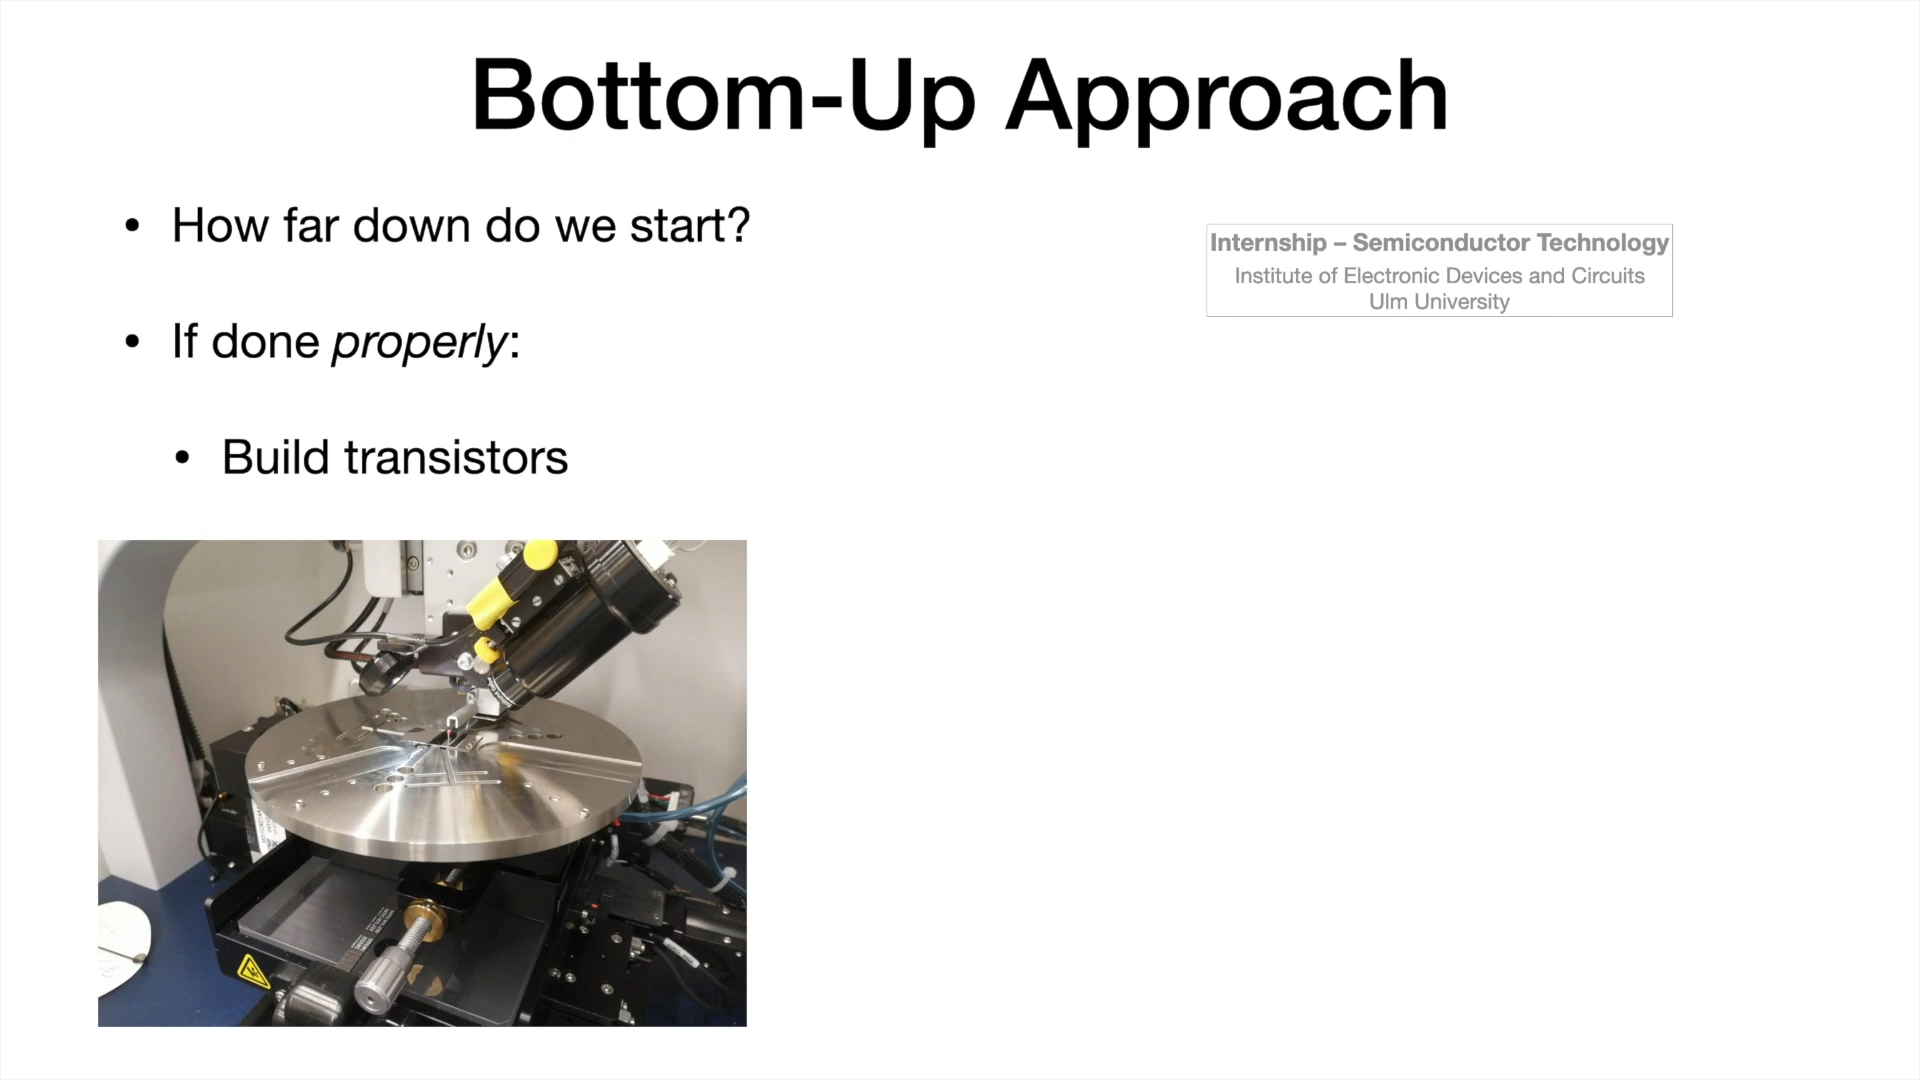 Bottom-Up Approach
• How far down do we start?
• If done properly:
• Build transistors
Internship – Semiconductor Technology
Institute of Electronic Devices and Circuits
Ulm University